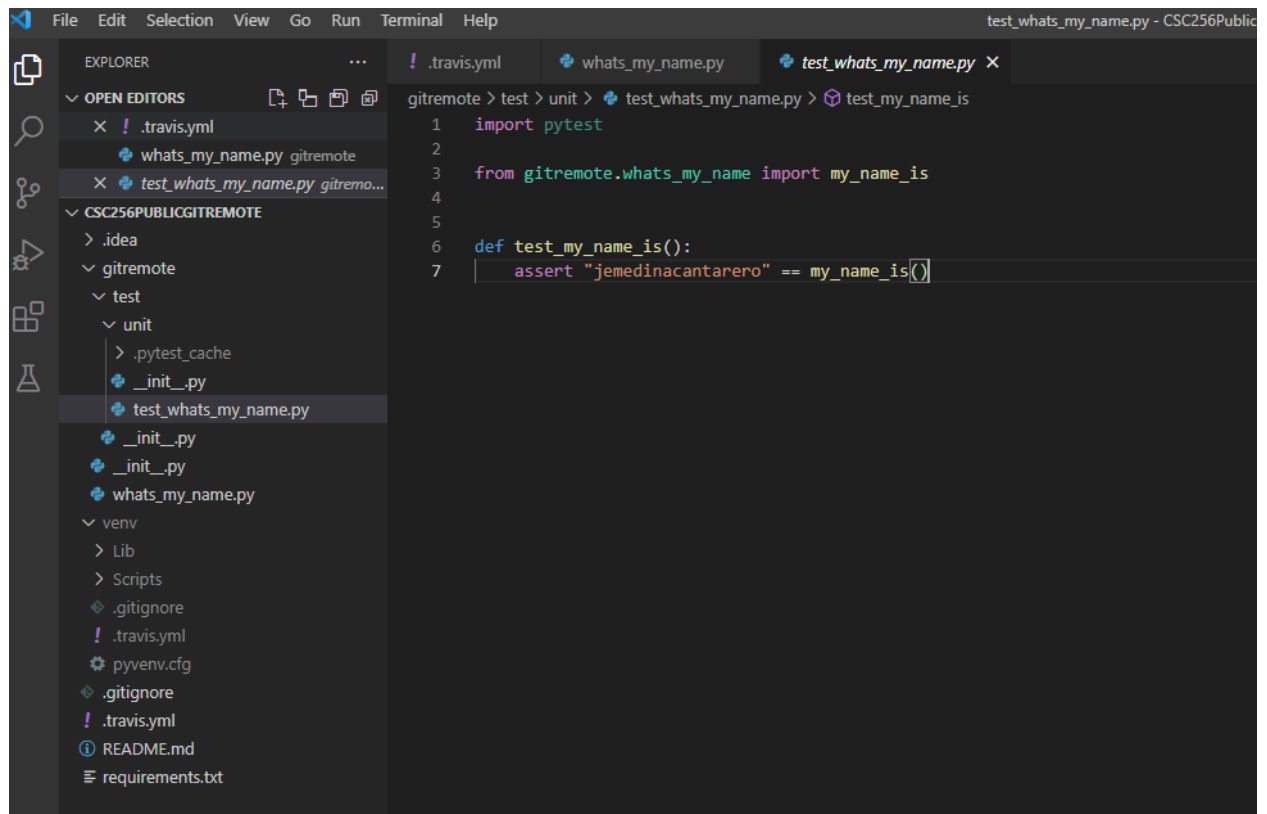 File Edit Selection View Go Run Terminal Help test_whats_my_name.py - CSC256Public
EXPLORER ...
! .travis.yml whats_my_name.py test_whats_my_name.py
OPEN EDITORS
! .travis.yml
whats_my_name.py gitremote
test_whats_my_name.py gitremo...
CSC256PUBLICGITREMOTE
.idea
gitremote
test
unit
.pytest_cache
__init__.py
test_whats_my_name.py
__init__.py
__init__.py
whats_my_name.py
venv
Lib
Scripts
.gitignore
! .travis.yml
pyvenv.cfg
.gitignore
! .travis.yml
README.md
requirements.txt
gitremote > test > unit > test_whats_my_name.py > test_my_name_is
1 import pytest
2
3 from gitremote.whats_my_name import my_name_is
4
5
6 def test_my_name_is():
7 assert "jemedinacantarero" == my_name_is()